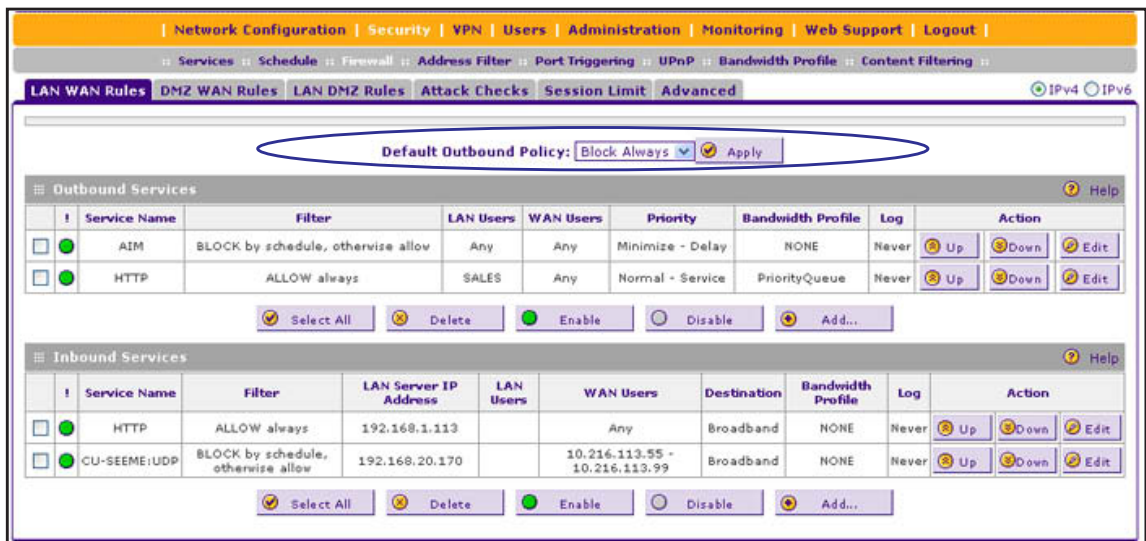 | Network Configuration | Security | VPN | Users | Administration | Monitoring | Web Support | Logout |
:: Services :: Schedule :: Firewall :: Address Filter :: Port Triggering :: UPnP :: Bandwidth Profile :: Content Filtering ::
LAN WAN Rules DMZ WAN Rules LAN DMZ Rules Attack Checks Session Limit Advanced IPv4 IPv6
Default Outbound Policy: Block Always Apply
Outbound Services Help
! Service Name Filter LAN Users WAN Users Priority Bandwidth Profile Log Action
AIM BLOCK by schedule, otherwise allow Any Any Minimize - Delay NONE Never Up Down Edit
HTTP ALLOW always SALES Any Normal - Service PriorityQueue Never Up Down Edit
Select All Delete Enable Disable Add...
Inbound Services Help
! Service Name Filter LAN Server IP Address LAN Users WAN Users Destination Bandwidth Profile Log Action
HTTP ALLOW always 192.168.1.113 Any Broadband NONE Never Up Down Edit
CU-SEEME:UDP BLOCK by schedule, otherwise allow 192.168.20.170 10.216.113.55 - 10.216.113.99 Broadband NONE Never Up Down Edit
Select All Delete Enable Disable Add...